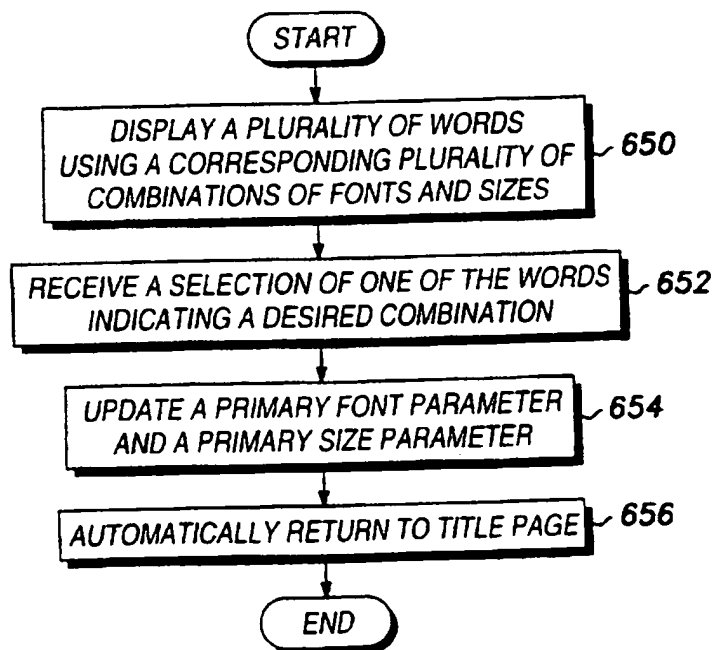 START
DISPLAY A PLURALITY OF WORDS
USING A CORRESPONDING PLURALITY OF
COMBINATIONS OF FONTS AND SIZES
650
RECEIVE A SELECTION OF ONE OF THE WORDS
INDICATING A DESIRED COMBINATION
652
UPDATE A PRIMARY FONT PARAMETER
AND A PRIMARY SIZE PARAMETER
654
AUTOMATICALLY RETURN TO TITLE PAGE
656
END